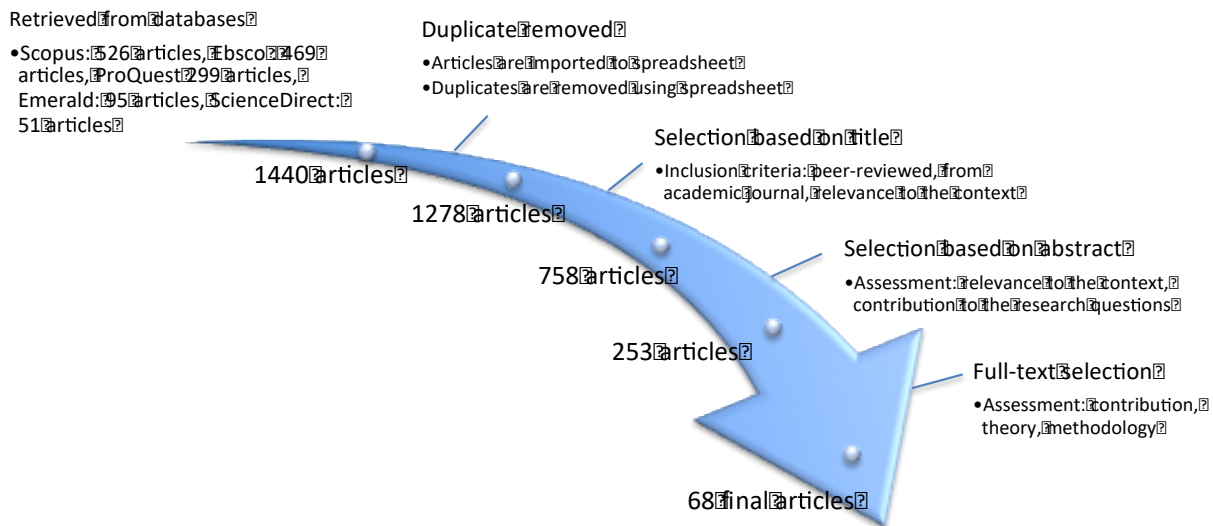 Retrieved from databases
•Scopus: 526 articles, Ebsco: 469
articles, ProQuest 299 articles,
Emerald: 95 articles, ScienceDirect:
51 articles
Duplicate removed
•Articles are imported to spreadsheet
•Duplicates are removed using spreadsheet
Selection based on title
•Inclusion criteria: peer-reviewed, from
academic journal, relevance to the context
Selection based on abstract
•Assessment: relevance to the context,
contribution to the research questions
Full-text selection
•Assessment: contribution,
theory, methodology
1440 articles
1278 articles
758 articles
253 articles
68 final articles